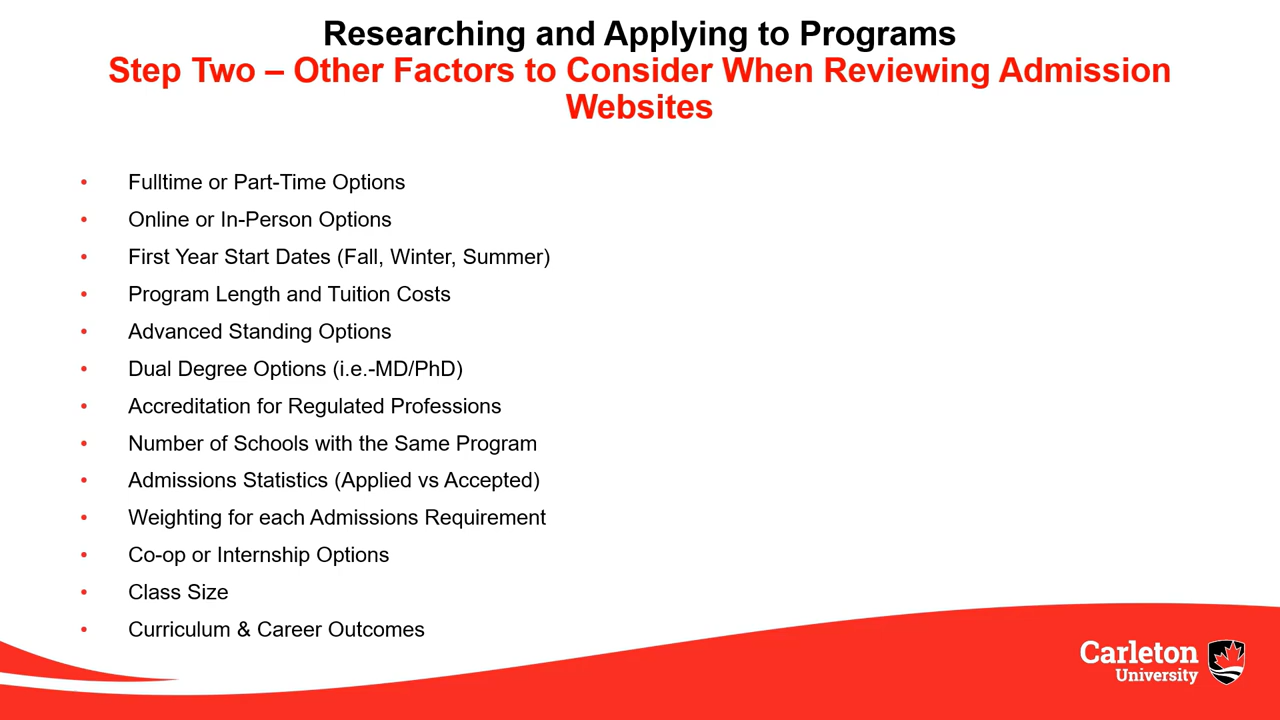 Researching and Applying to Programs
Step Two – Other Factors to Consider When Reviewing Admission
Websites
• Fulltime or Part-Time Options
• Online or In-Person Options
• First Year Start Dates (Fall, Winter, Summer)
• Program Length and Tuition Costs
• Advanced Standing Options
• Dual Degree Options (i.e.-MD/PhD)
• Accreditation for Regulated Professions
• Number of Schools with the Same Program
• Admissions Statistics (Applied vs Accepted)
• Weighting for each Admissions Requirement
• Co-op or Internship Options
• Class Size
• Curriculum & Career Outcomes
Carleton
University